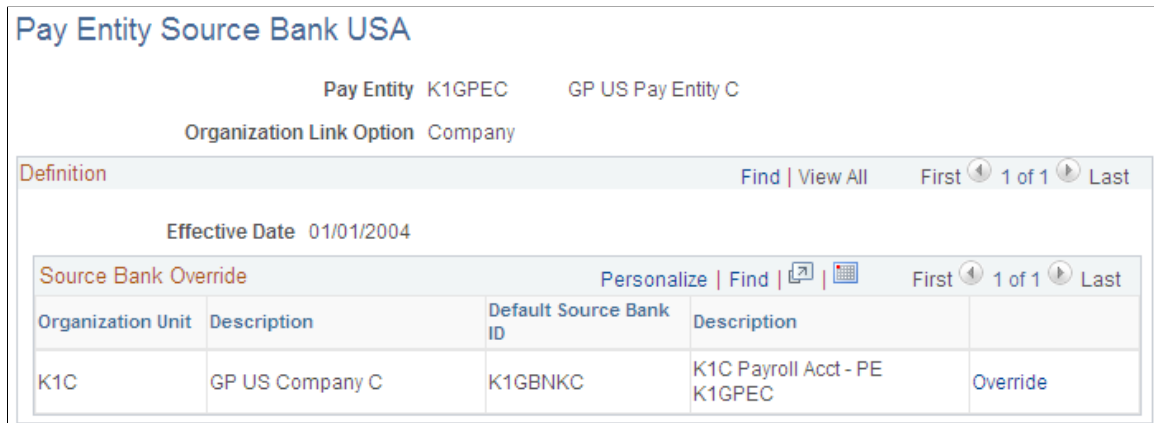 Pay Entity Source Bank USA
Pay Entity K1GPEC GP US Pay Entity C
Organization Link Option Company
Definition Find | View All First 1 of 1 Last
Effective Date 01/01/2004
Source Bank Override Personalize | Find | | First 1 of 1 Last
Organization Unit Description Default Source Bank ID Description
K1C GP US Company C K1GBNKC K1C Payroll Acct - PE K1GPEC Override